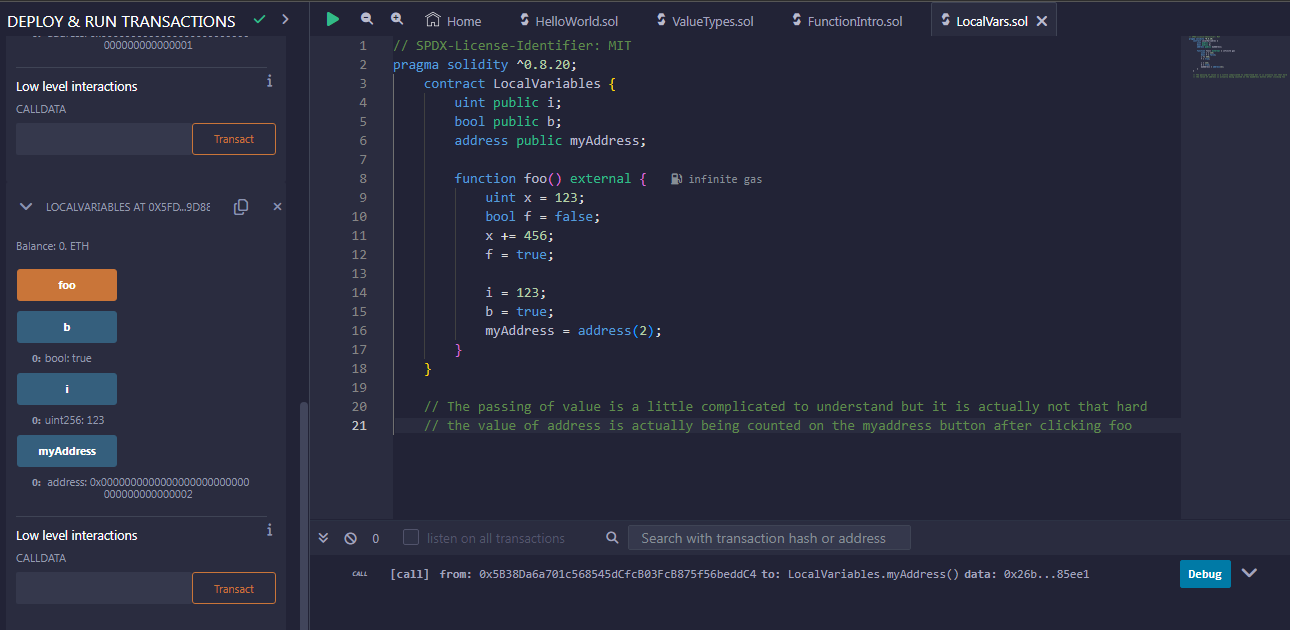 DEPLOY & RUN TRANSACTIONS
000000000000001
Low level interactions
i
CALLDATA
Transact
LOCALVARIABLES AT 0X5FD...9D88
Balance: 0. ETH
foo
b
0: bool: true
i
0: uint256: 123
myAddress
0: address: 0x0000000000000000000000000
000000000000002
Low level interactions
i
CALLDATA
Transact
Home
HelloWorld.sol
ValueTypes.sol
FunctionIntro.sol
LocalVars.sol
1 // SPDX-License-Identifier: MIT
2 pragma solidity ^0.8.20;
3 contract LocalVariables {
4 uint public i;
5 bool public b;
6 address public myAddress;
7
8 function foo() external { infinite gas
9 uint x = 123;
10 bool f = false;
11 x += 456;
12 f = true;
13
14 i = 123;
15 b = true;
16 myAddress = address(2);
17 }
18 }
19
20 // The passing of value is a little complicated to understand but it is actually not that hard
21 // the value of address is actually being counted on the myaddress button after clicking foo
0
listen on all transactions
Search with transaction hash or address
CALL [call] from: 0x5B38Da6a701c568545dCfcB03FcB875f56beddC4 to: LocalVariables.myAddress() data: 0x26b...85ee1
Debug